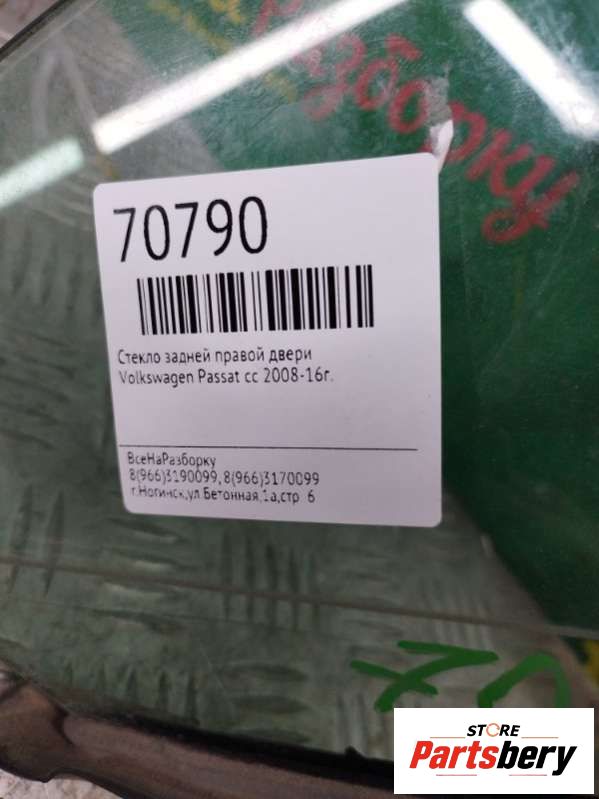 Разборку
70790
Стекло задней правой двери
Volkswagen Passat cc 2008-16г.
ВсеНаРазборку
8(966)3190099, 8(966)3170099
г.Ногинск,ул.Бетонная,1а,стр 6
STORE
Partsbery